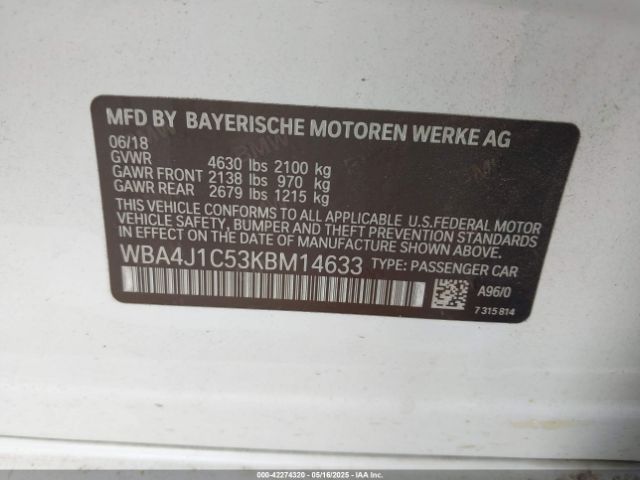 MFD BY BAYERISCHE MOTOREN WERKE AG
06/18
GVWR 4630 lbs 2100 kg
GAWR FRONT 2138 lbs 970 kg
GAWR REAR 2679 lbs 1215 kg
THIS VEHICLE CONFORMS TO ALL APPLICABLE U.S.FEDERAL MOTOR
VEHICLE SAFETY, BUMPER AND THEFT PREVENTION
STANDARDS IN EFFECT ON THE DATE OF MANUFACTURE SHOWN ABOVE.
WBA4J1C53KBM14633 TYPE: PASSENGER CAR
A96/0
7 315 814
000-42274320 - 05/16/2025 - IAA Inc.